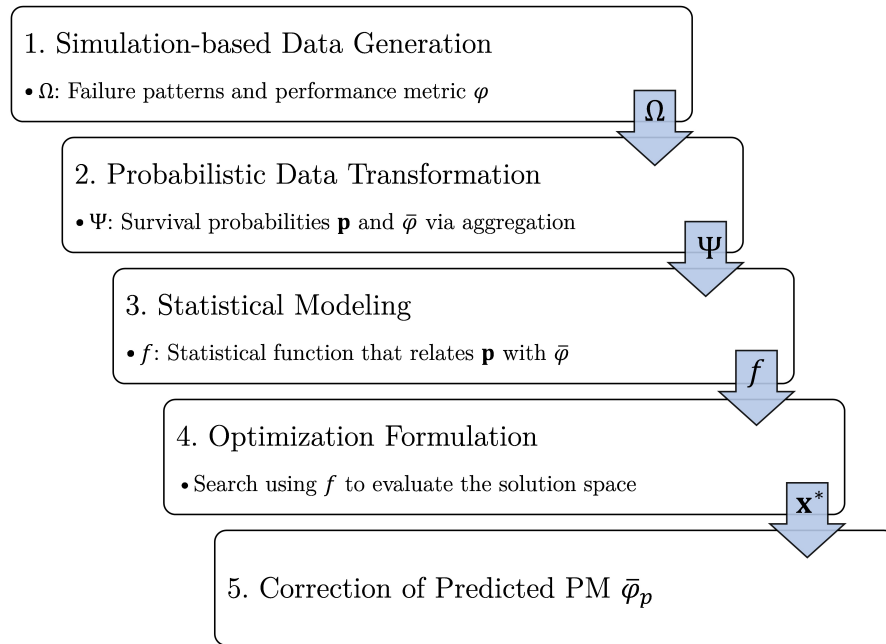 1. Simulation-based Data Generation
• Ω: Failure patterns and performance metric φ
Ω
2. Probabilistic Data Transformation
• Ψ: Survival probabilities p and φ̄ via aggregation
Ψ
3. Statistical Modeling
• f: Statistical function that relates p with φ̄
f
4. Optimization Formulation
• Search using f to evaluate the solution space
x*
5. Correction of Predicted PM φ̄ₚ